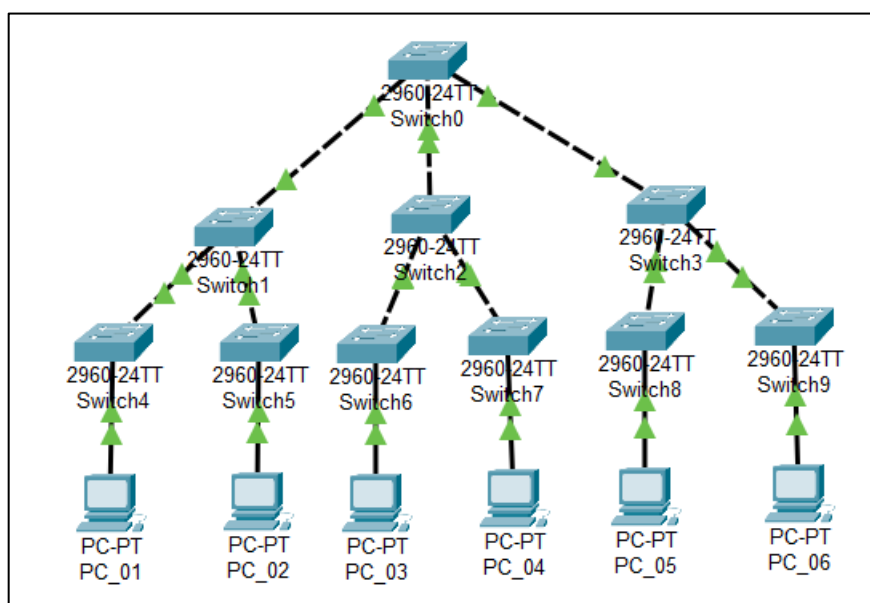 2960-24TT
Switch0
2960-24TT
Switch1
2960-24TT
Switch2
2960-24TT
Switch3
2960-24TT
Switch4
2960-24TT
Switch5
2960-24TT
Switch6
2960-24TT
Switch7
2960-24TT
Switch8
2960-24TT
Switch9
PC-PT
PC_01
PC-PT
PC_02
PC-PT
PC_03
PC-PT
PC_04
PC-PT
PC_05
PC-PT
PC_06